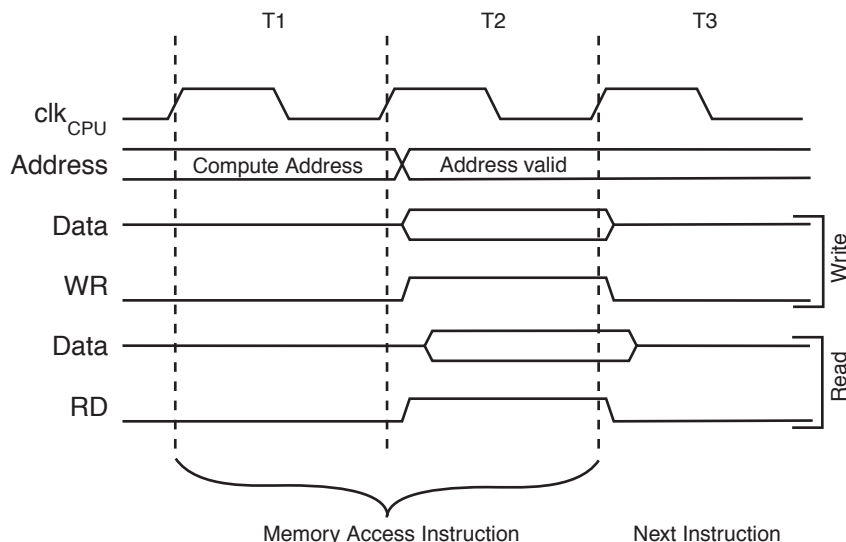 T1 T2 T3
clkCPU
Address Compute Address Address valid
Data
WR
Write
Data
RD
Read
Memory Access Instruction Next Instruction